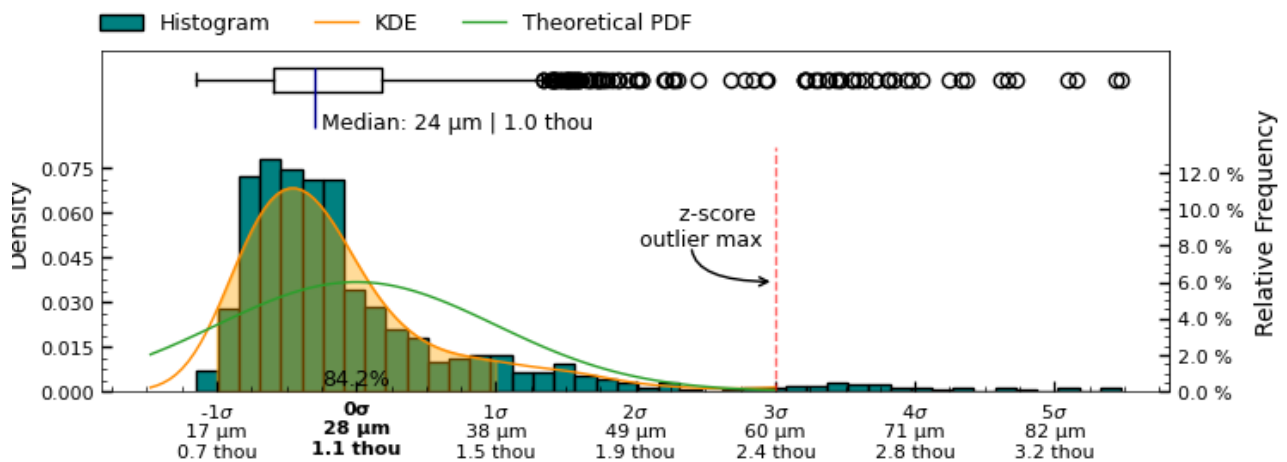 Histogram KDE Theoretical PDF
Median: 24 μm | 1.0 thou
Density
0.075
0.060
0.045
0.030
0.015
0.000
z-score
outlier max
84.2%
12.0 %
10.0 %
8.0 %
6.0 %
4.0 %
2.0 %
0.0 %
Relative Frequency
-1σ 0σ 1σ 2σ 3σ 4σ 5σ
17 μm 28 μm 38 μm 49 μm 60 μm 71 μm 82 μm
0.7 thou 1.1 thou 1.5 thou 1.9 thou 2.4 thou 2.8 thou 3.2 thou